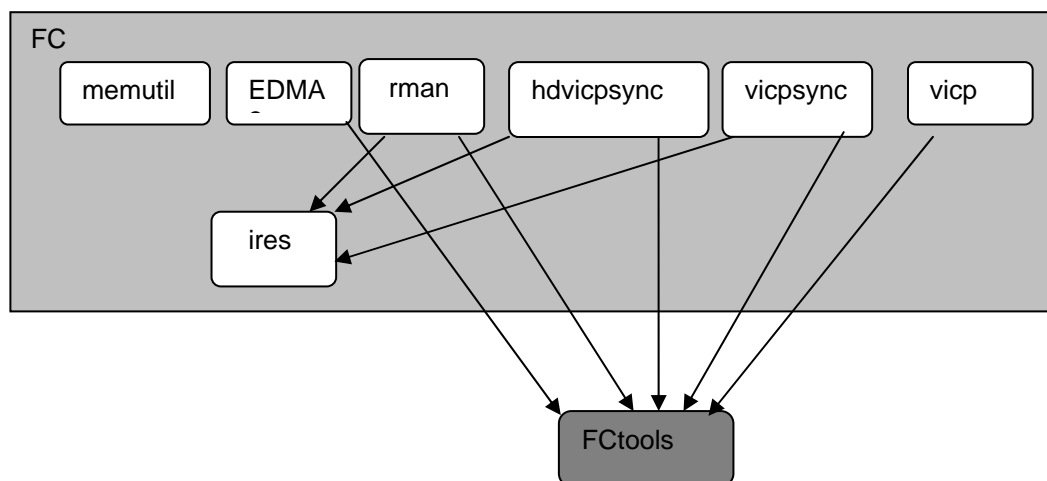 FC
memutil
EDMA
rman
hdvicpsync
vicpsync
vicp
ires
FCtools